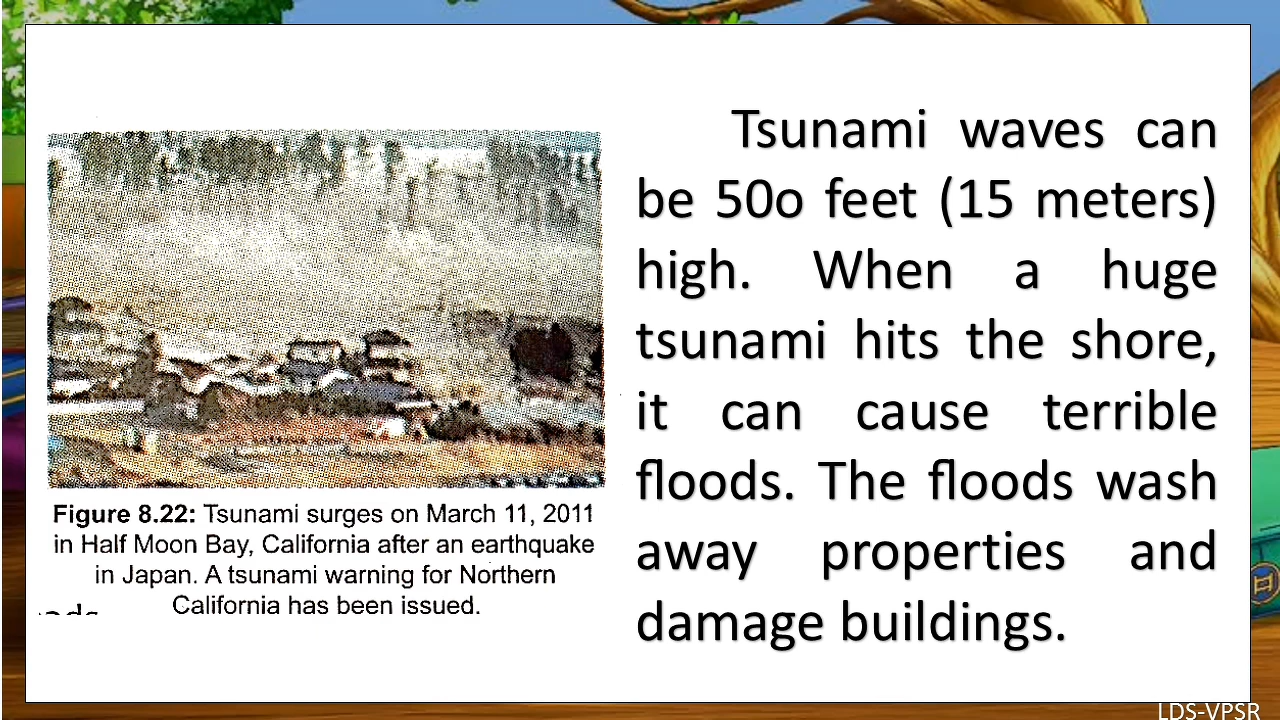 Tsunami waves can
be 50o feet (15 meters)
high. When a huge
tsunami hits the shore,
it can cause terrible
floods. The floods wash
away properties and
damage buildings.
Figure 8.22: Tsunami surges on March 11, 2011
in Half Moon Bay, California after an earthquake
in Japan. A tsunami warning for Northern
California has been issued.
LDS-VPSR